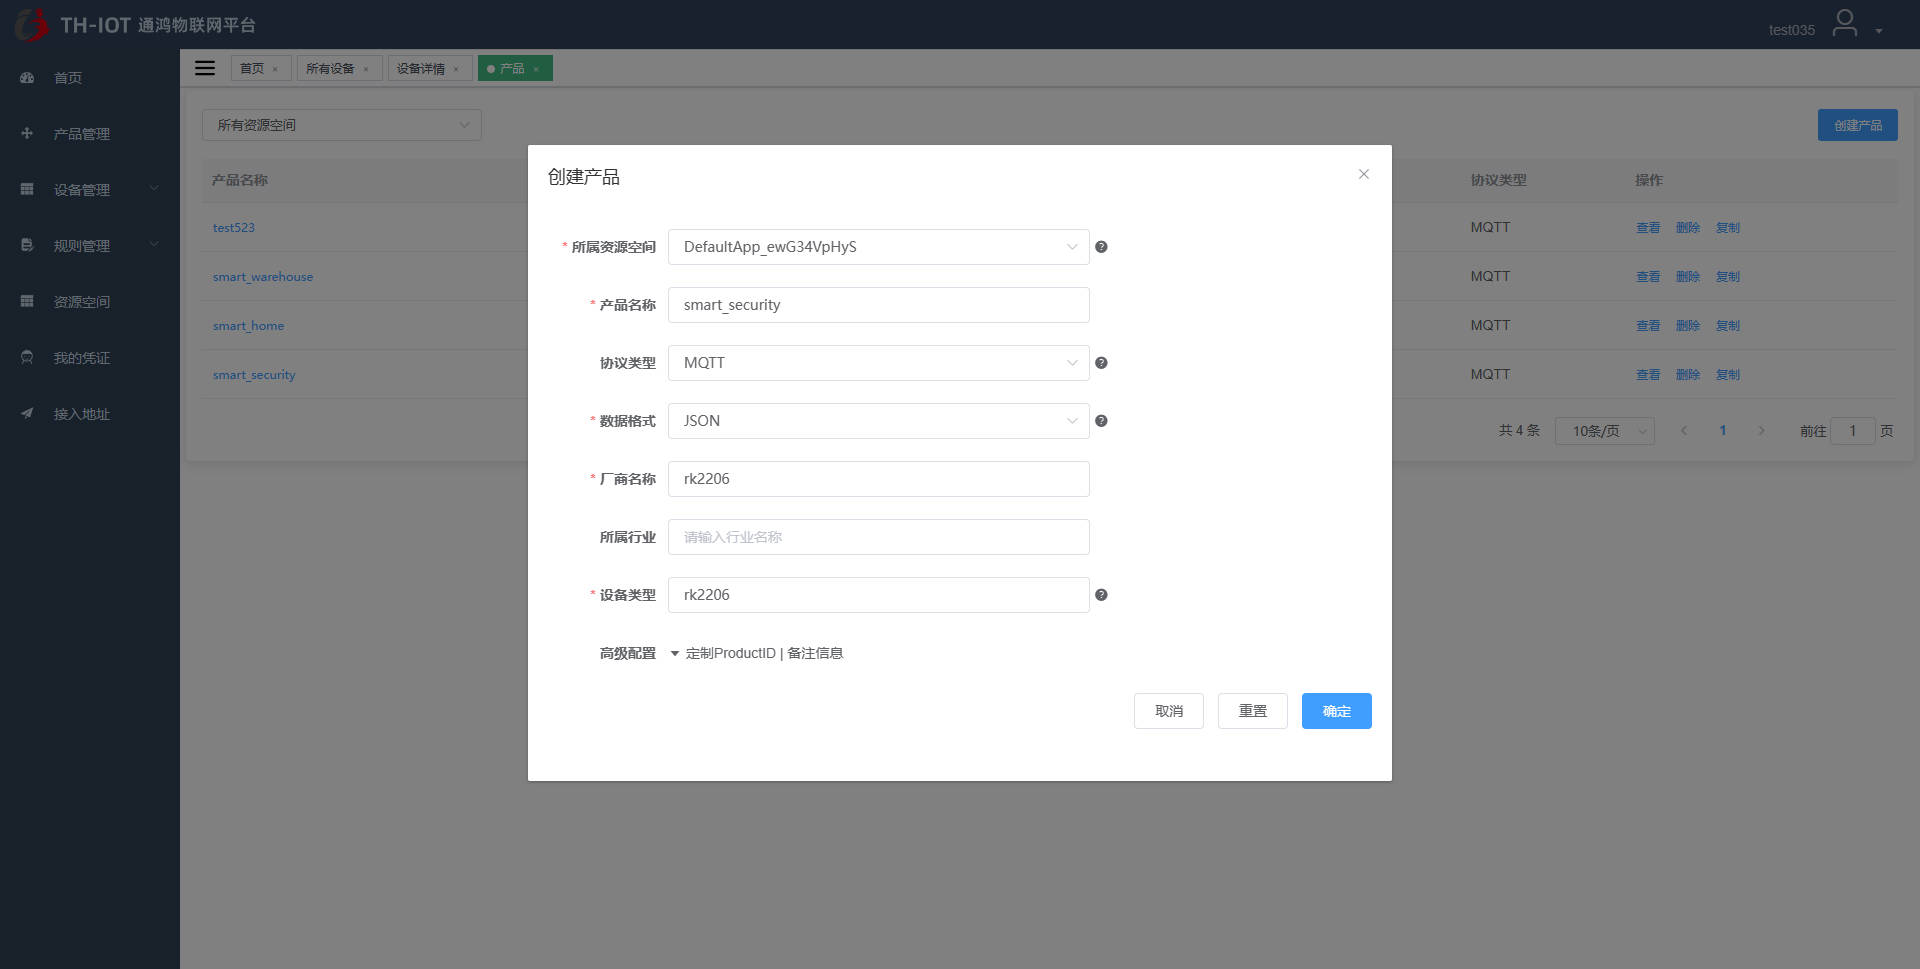 TH-IOT 通鸿物联网平台
test035
首页
产品管理
设备管理
规则管理
资源空间
我的凭证
接入地址
首页 ×
所有设备 ×
设备详情 ×
产品 ×
所有资源空间
创建产品
产品名称
协议类型
操作
test523
MQTT
查看 删除 复制
smart_warehouse
MQTT
查看 删除 复制
smart_home
MQTT
查看 删除 复制
smart_security
MQTT
查看 删除 复制
共 4 条
10条/页
1
前往 1 页
创建产品
* 所属资源空间 DefaultApp_ewG34VpHyS
* 产品名称 smart_security
协议类型 MQTT
* 数据格式 JSON
* 厂商名称 rk2206
所属行业 请输入行业名称
* 设备类型 rk2206
高级配置 定制ProductID | 备注信息
取消 重置 确定